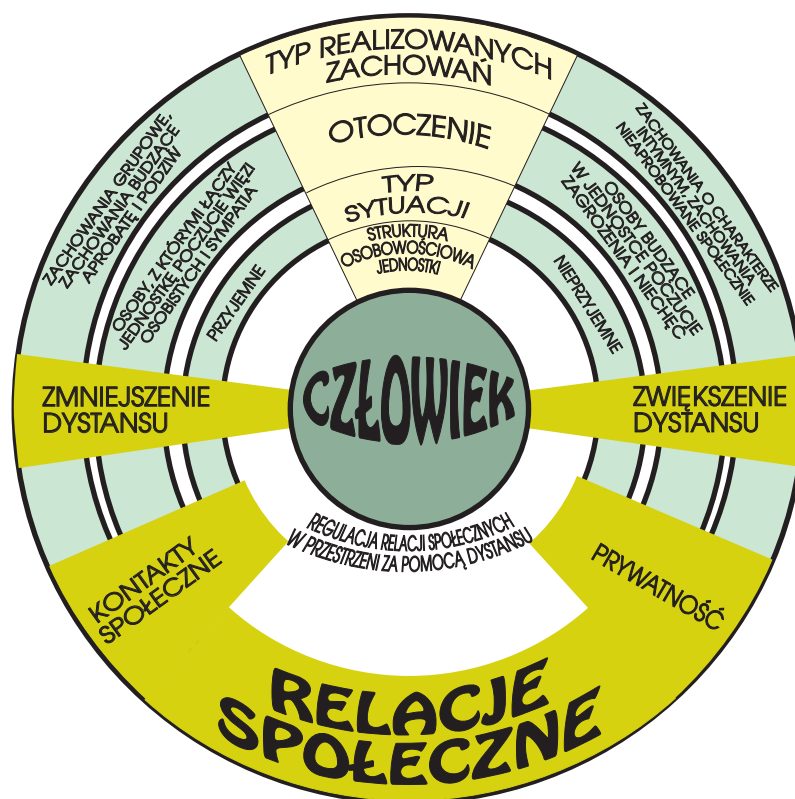 TYP REALIZOWANYCH
ZACHOWAŃ
OTOCZENIE
TYP
SYTUACJI
STRUKTURA
OSOBOWOŚCIOWA
JEDNOSTKI
ZACHOWANIA GRUPOWE,
ZACHOWANIA BUDZĄCE
APROBATĘ I PODZIW
OSOBY, Z KTÓRYMI ŁĄCZY
JEDNOSTKĘ POCZUCIE WIĘZI
OSOBISTYCH I SYMPATIA
PRZYJEMNE
NIEPRZYJEMNE
OSOBY BUDZĄCE
W JEDNOSTCE POCZUCIE
ZAGROŻENIA I NIECHĘĆ
ZACHOWANIA O CHARAKTERZE
INTYMNYM, ZACHOWANIA
NIEAPROBOWANE SPOŁECZNIE
ZMNIEJSZENIE
DYSTANSU
CZŁOWIEK
ZWIĘKSZENIE
DYSTANSU
REGULACJA RELACJI SPOŁECZNYCH
W PRZESTRZENI ZA POMOCĄ DYSTANSU
KONTAKTY
SPOŁECZNE
PRYWATNOŚĆ
RELACJE
SPOŁECZNE